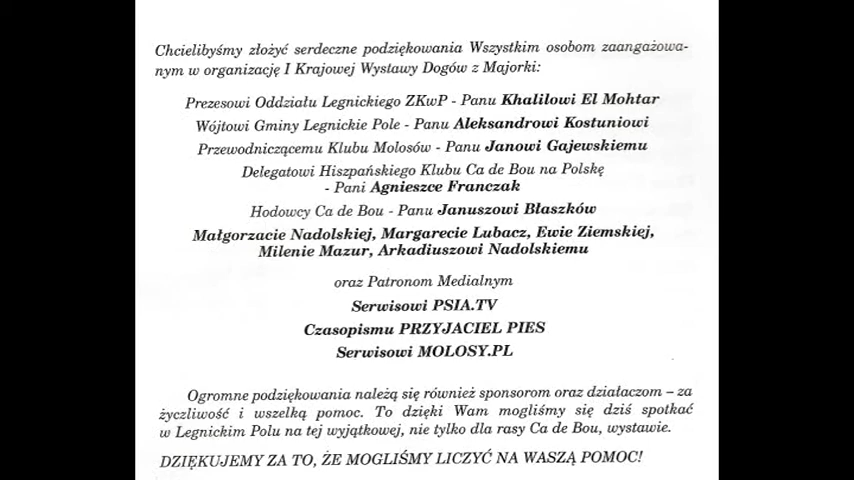 Chcielibyśmy złożyć serdeczne podziękowania Wszystkim osobom zaangażowa-
nym w organizację I Krajowej Wystawy Dogów z Majorki:
Prezesowi Oddziału Legnickiego ZKwP - Panu Khaliłowi El Mohtar
Wójtowi Gminy Legnickie Pole - Panu Aleksandrowi Kostuniowi
Przewodniczącemu Klubu Molosów - Panu Janowi Gajewskiemu
Delegatowi Hiszpańskiego Klubu Ca de Bou na Polskę
- Pani Agnieszce Franczak
Hodowcy Ca de Bou - Panu Januszowi Błaszków
Małgorzacie Nadolskiej, Margarecie Lubacz, Ewie Ziemskiej,
Milenie Mazur, Arkadiuszowi Nadolskiemu
oraz Patronom Medialnym
Serwisowi PSIA.TV
Czasopismu PRZYJACIEL PIES
Serwisowi MOLOSY.PL
Ogromne podziękowania należą się również sponsorom oraz działaczom – za
życzliwość i wszelką pomoc. To dzięki Wam mogliśmy się dziś spotkać
w Legnickim Polu na tej wyjątkowej, nie tylko dla rasy Ca de Bou, wystawie.
DZIĘKUJEMY ZA TO, ŻE MOGLIŚMY LICZYĆ NA WASZĄ POMOC!